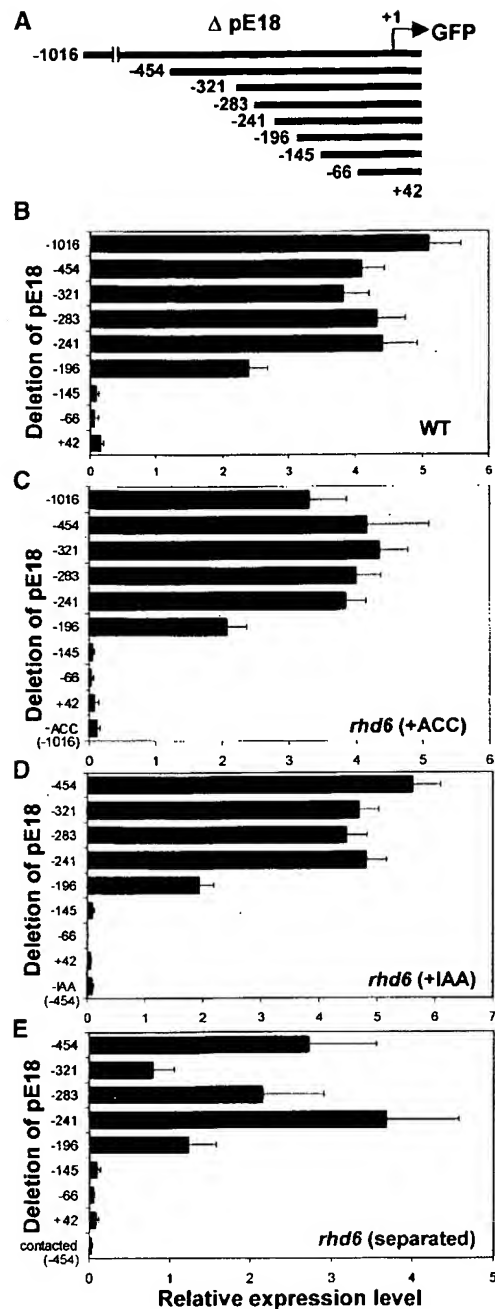 A
Δ pE18
+1
GFP
-1016
-454
-321
-283
-241
-196
-145
-66
+42
B
Deletion of pE18
-1016
-454
-321
-283
-241
-196
-145
-66
+42
WT
0 1 2 3 4 5 6
C
Deletion of pE18
-1016
-454
-321
-283
-241
-196
-145
-66
+42
-ACC
(-1016)
rhd6 (+ACC)
0 1 2 3 4 5 6
D
Deletion of pE18
-454
-321
-283
-241
-196
-145
-66
+42
-IAA
(-454)
rhd6 (+IAA)
0 1 2 3 4 5 6 7
E
Deletion of pE18
-454
-321
-283
-241
-196
-145
-66
+42
contacted
(-454)
rhd6 (separated)
0 1 2 3 4 5
Relative expression level